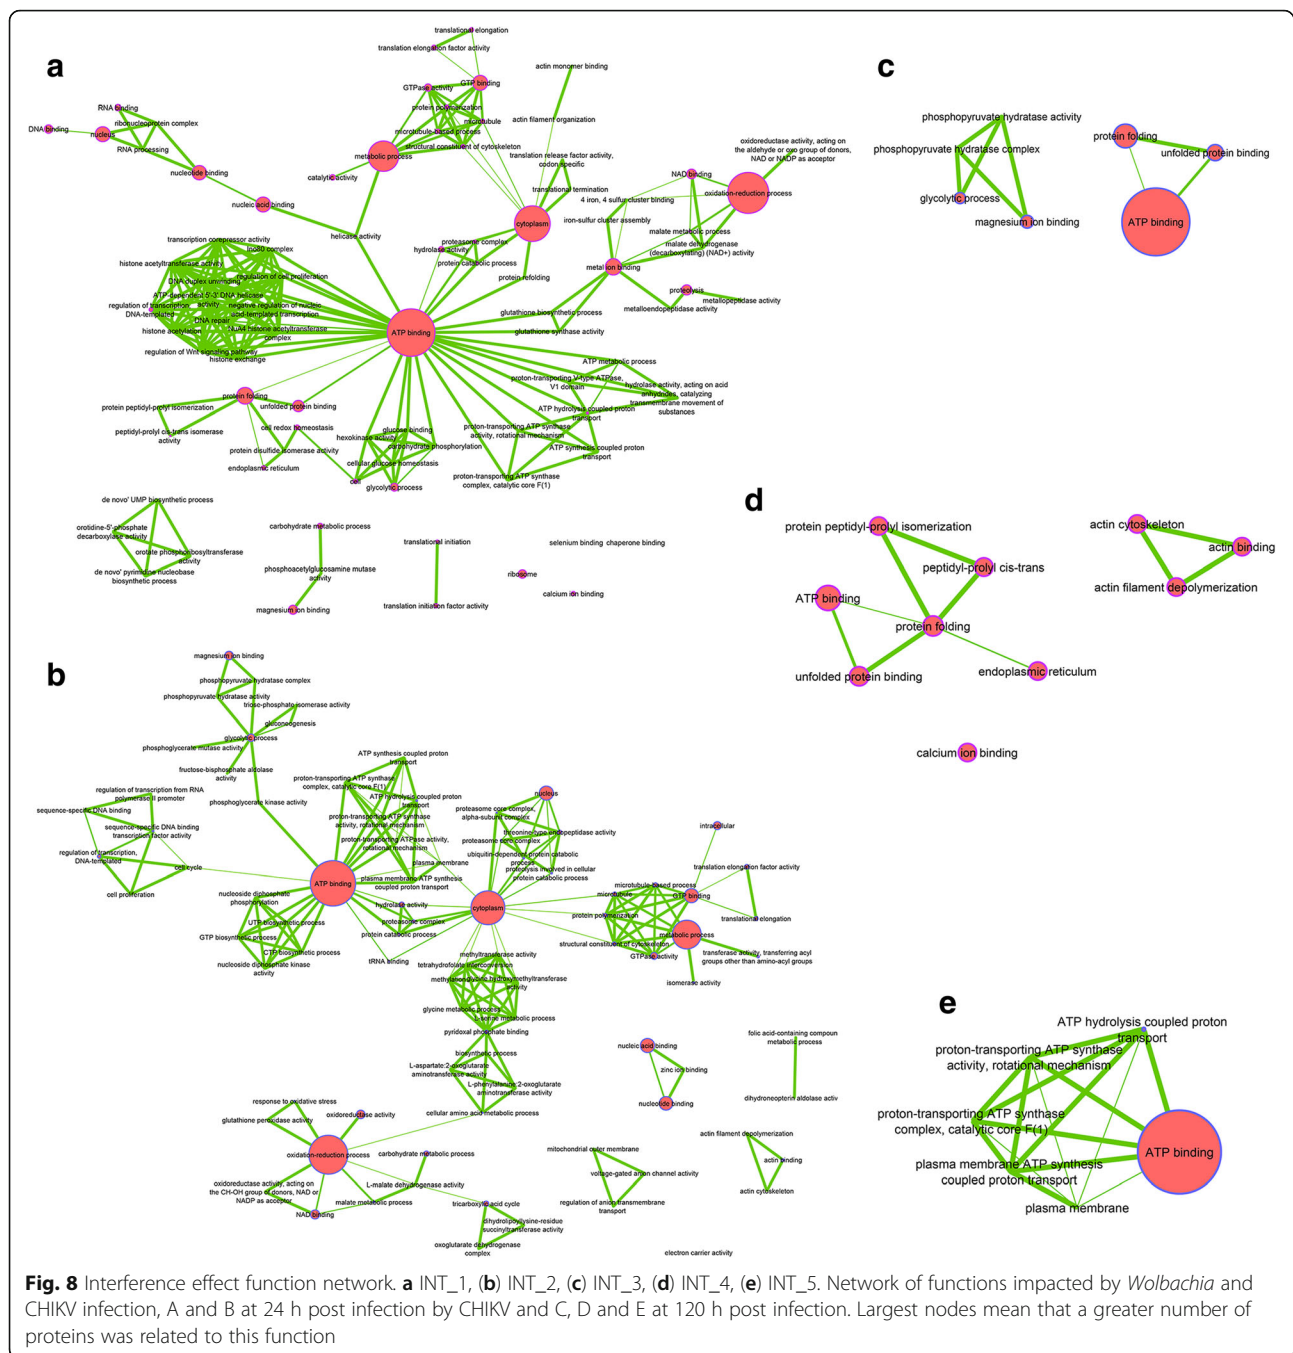 a
translational elongation
translation elongation factor activity
actin monomer binding
GTPase activity
GTP binding
protein polymerization
microtubule
actin filament organization
microtubule-based process
structural constituent of cytoskeleton
RNA binding
DNA binding
nucleus
ribonucleoprotein complex
RNA processing
nucleotide binding
metabolic process
catalytic activity
translation release factor activity,
codon specific
translational termination
nucleic acid binding
helicase activity
cytoplasm
oxidoreductase activity, acting on
the aldehyde or oxo group of donors,
NAD or NADP as acceptor
NAD binding
oxidation-reduction process
4 iron, 4 sulfur cluster binding
iron-sulfur cluster assembly
malate metabolic process
malate dehydrogenase
(decarboxylating) (NAD+) activity
metal ion binding
proteasome complex
hydrolase activity
protein catabolic process
protein refolding
proteolysis
metallopeptidase activity
metalloendopeptidase activity
transcription corepressor activity
Ino80 complex
histone acetyltransferase activity
regulation of cell proliferation
DNA duplex unwinding
ATP-dependent 5'-3' DNA helicase
activity
regulation of transcription,
DNA-templated
negative regulation of nucleic
acid-templated transcription
DNA repair
histone acetylation
NuA4 histone acetyltransferase
complex
regulation of Wnt signaling pathway
histone exchange
ATP binding
glutathione biosynthetic process
glutathione synthase activity
ATP metabolic process
proton-transporting V-type ATPase,
V1 domain
hydrolase activity, acting on acid
anhydrides, catalyzing
transmembrane movement of
substances
ATP hydrolysis coupled proton
transport
proton-transporting ATP synthase
activity, rotational mechanism
ATP synthesis coupled proton
transport
proton-transporting ATP synthase
complex, catalytic core F(1)
protein folding
unfolded protein binding
protein peptidyl-prolyl isomerization
peptidyl-prolyl cis-trans isomerase
activity
cell redox homeostasis
protein disulfide isomerase activity
endoplasmic reticulum
glucose binding
hexokinase activity
carbohydrate phosphorylation
cellular glucose homeostasis
cell
glycolytic process
de novo' UMP biosynthetic process
orotidine-5'-phosphate
decarboxylase activity
orotate phosphoribosyltransferase
activity
de novo' pyrimidine nucleobase
biosynthetic process
carbohydrate metabolic process
phosphoacetylglucosamine mutase
activity
magnesium ion binding
translational initiation
translation initiation factor activity
selenium binding
chaperone binding
ribosome
calcium ion binding
b
magnesium ion binding
phosphopyruvate hydratase complex
phosphopyruvate hydratase activity
triose-phosphate isomerase activity
gluconeogenesis
glycolytic process
phosphoglycerate mutase activity
fructose-bisphosphate aldolase
activity
phosphoglycerate kinase activity
regulation of transcription from RNA
polymerase II promoter
sequence-specific DNA binding
sequence-specific DNA binding
transcription factor activity
regulation of transcription,
DNA-templated
cell cycle
cell proliferation
ATP synthesis coupled proton
transport
proton-transporting ATP synthase
complex, catalytic core F(1)
ATP hydrolysis coupled proton
transport
proton-transporting ATP synthase
activity, rotational mechanism
proton-transporting ATPase activity,
rotational mechanism
plasma membrane
plasma membrane ATP synthesis
coupled proton transport
ATP binding
nucleus
proteasome core complex,
alpha-subunit complex
threonine-type endopeptidase activity
proteasome core complex
ubiquitin-dependent protein catabolic
process
proteolysis involved in cellular
protein catabolic process
intracellular
translation elongation factor activity
microtubule-based process
microtubule
GTP binding
protein polymerization
translational elongation
metabolic process
structural constituent of cytoskeleton
GTPase activity
transferase activity, transferring acyl
groups other than amino-acyl groups
isomerase activity
nucleoside diphosphate
phosphorylation
UTP biosynthetic process
GTP biosynthetic process
CTP biosynthetic process
nucleoside diphosphate kinase
activity
hydrolase activity
proteasome complex
protein catabolic process
tRNA binding
cytoplasm
methyltransferase activity
tetrahydrofolate interconversion
methylation
glycine hydroxymethyltransferase
activity
glycine metabolic process
L-serine metabolic process
pyridoxal phosphate binding
biosynthetic process
L-aspartate:2-oxoglutarate
aminotransferase activity
L-phenylalanine:2-oxoglutarate
aminotransferase activity
cellular amino acid metabolic process
response to oxidative stress
glutathione peroxidase activity
oxidoreductase activity
oxidation-reduction process
carbohydrate metabolic process
oxidoreductase activity, acting on
the CH-OH group of donors, NAD or
NADP as acceptor
L-malate dehydrogenase activity
malate metabolic process
NAD binding
tricarboxylic acid cycle
dihydrolipoyllysine-residue
succinyltransferase activity
oxoglutarate dehydrogenase
complex
nucleic acid binding
zinc ion binding
nucleotide binding
folic acid-containing compoun
metabolic process
dihydroneopterin aldolase activ
mitochondrial outer membrane
voltage-gated anion channel activity
regulation of anion transmembrane
transport
actin filament depolymerization
actin binding
actin cytoskeleton
electron carrier activity
c
phosphopyruvate hydratase activity
phosphopyruvate hydratase complex
glycolytic process
magnesium ion binding
protein folding
unfolded protein binding
ATP binding
d
protein peptidyl-prolyl isomerization
peptidyl-prolyl cis-trans
ATP binding
protein folding
unfolded protein binding
endoplasmic reticulum
actin cytoskeleton
actin binding
actin filament depolymerization
calcium ion binding
e
ATP hydrolysis coupled proton
transport
proton-transporting ATP synthase
activity, rotational mechanism
proton-transporting ATP synthase
complex, catalytic core F(1)
ATP binding
plasma membrane ATP synthesis
coupled proton transport
plasma membrane
Fig. 8 Interference effect function network. a INT_1, (b) INT_2, (c) INT_3, (d) INT_4, (e) INT_5. Network of functions impacted by Wolbachia and
CHIKV infection, A and B at 24 h post infection by CHIKV and C, D and E at 120 h post infection. Largest nodes mean that a greater number of
proteins was related to this function